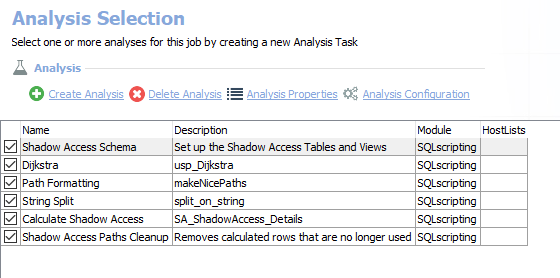 Analysis Selection
Select one or more analyses for this job by creating a new Analysis Task
Analysis
Create Analysis Delete Analysis Analysis Properties Analysis Configuration
Name Description Module HostLists
Shadow Access Schema Set up the Shadow Access Tables and Views SQLscripting
Dijkstra usp_Dijkstra SQLscripting
Path Formatting makeNicePaths SQLscripting
String Split split_on_string SQLscripting
Calculate Shadow Access SA_ShadowAccess_Details SQLscripting
Shadow Access Paths Cleanup Removes calculated rows that are no longer used SQLscripting